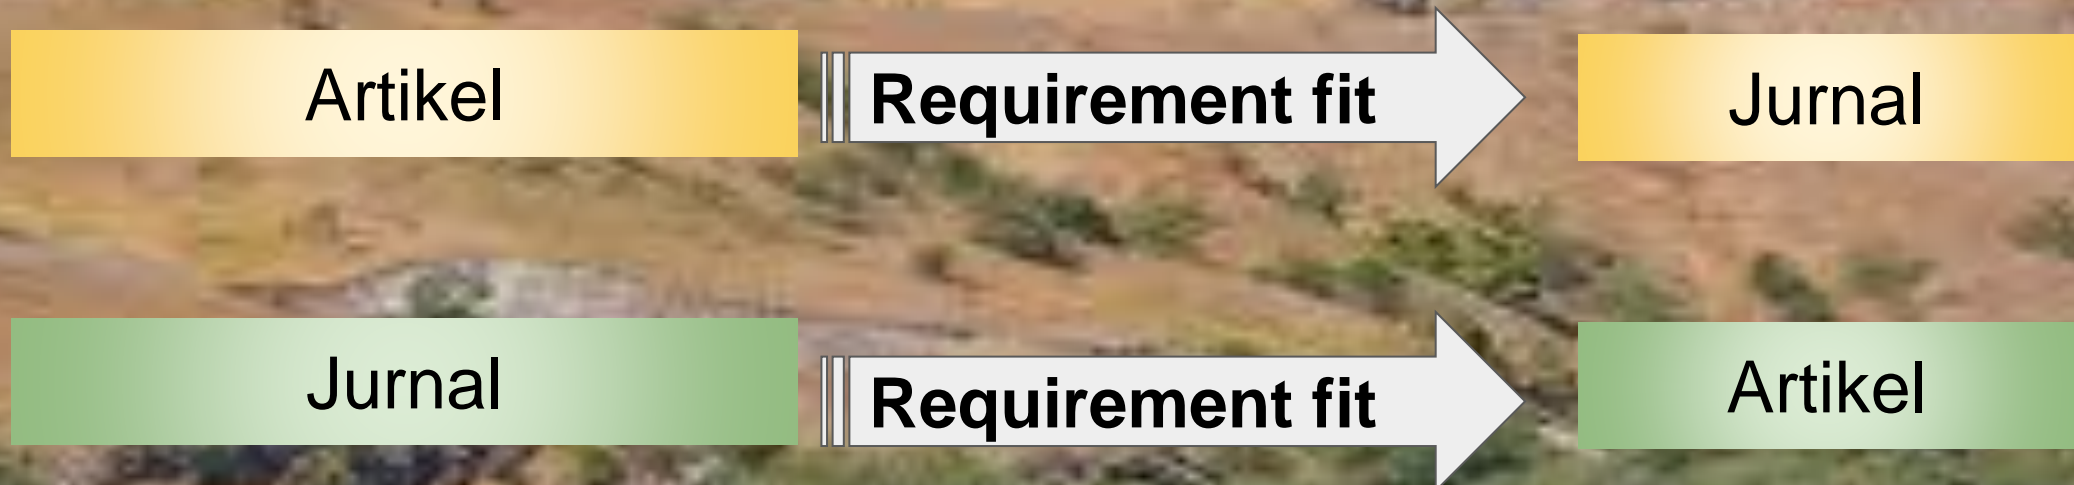 Artikel
Requirement fit
Jurnal
Jurnal
Requirement fit
Artikel